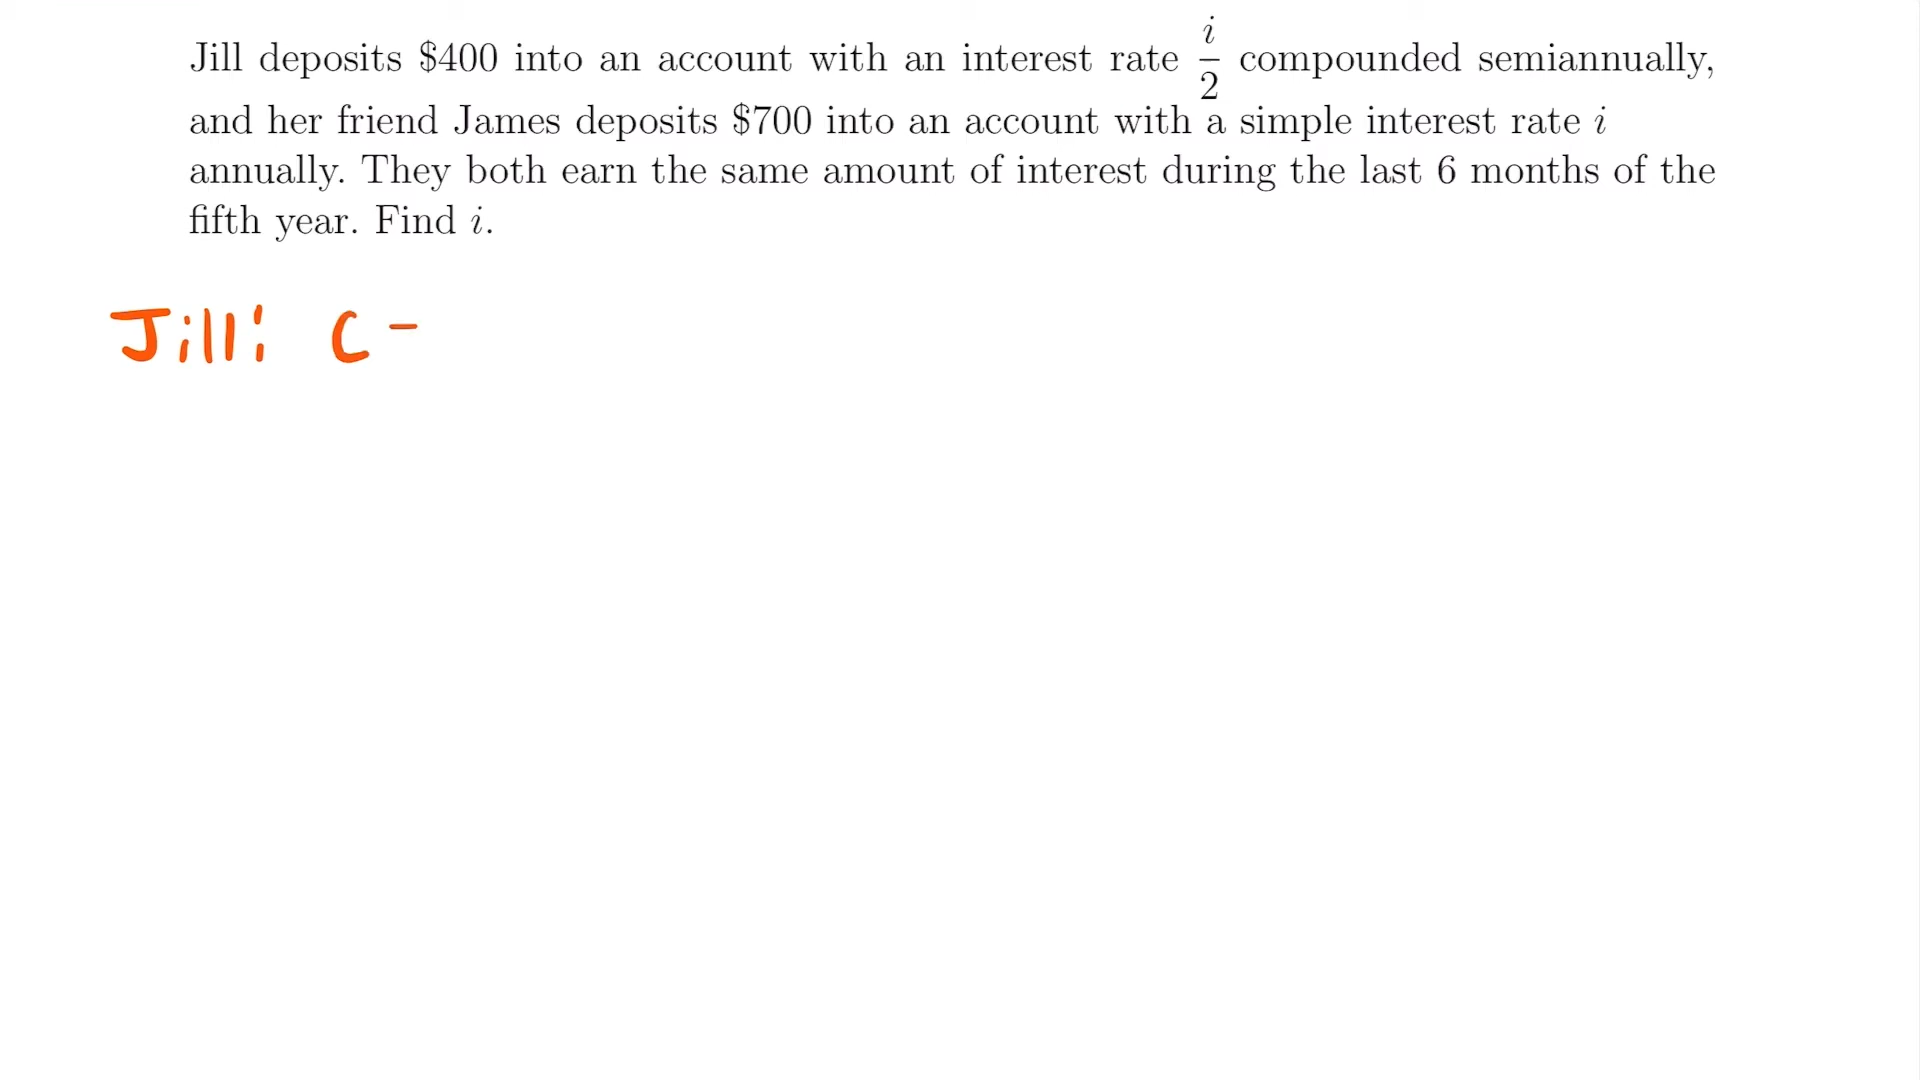 Jill deposits $400 into an account with an interest rate i/2 compounded semiannually,
and her friend James deposits $700 into an account with a simple interest rate i
annually. They both earn the same amount of interest during the last 6 months of the
fifth year. Find i.
Jill: C -